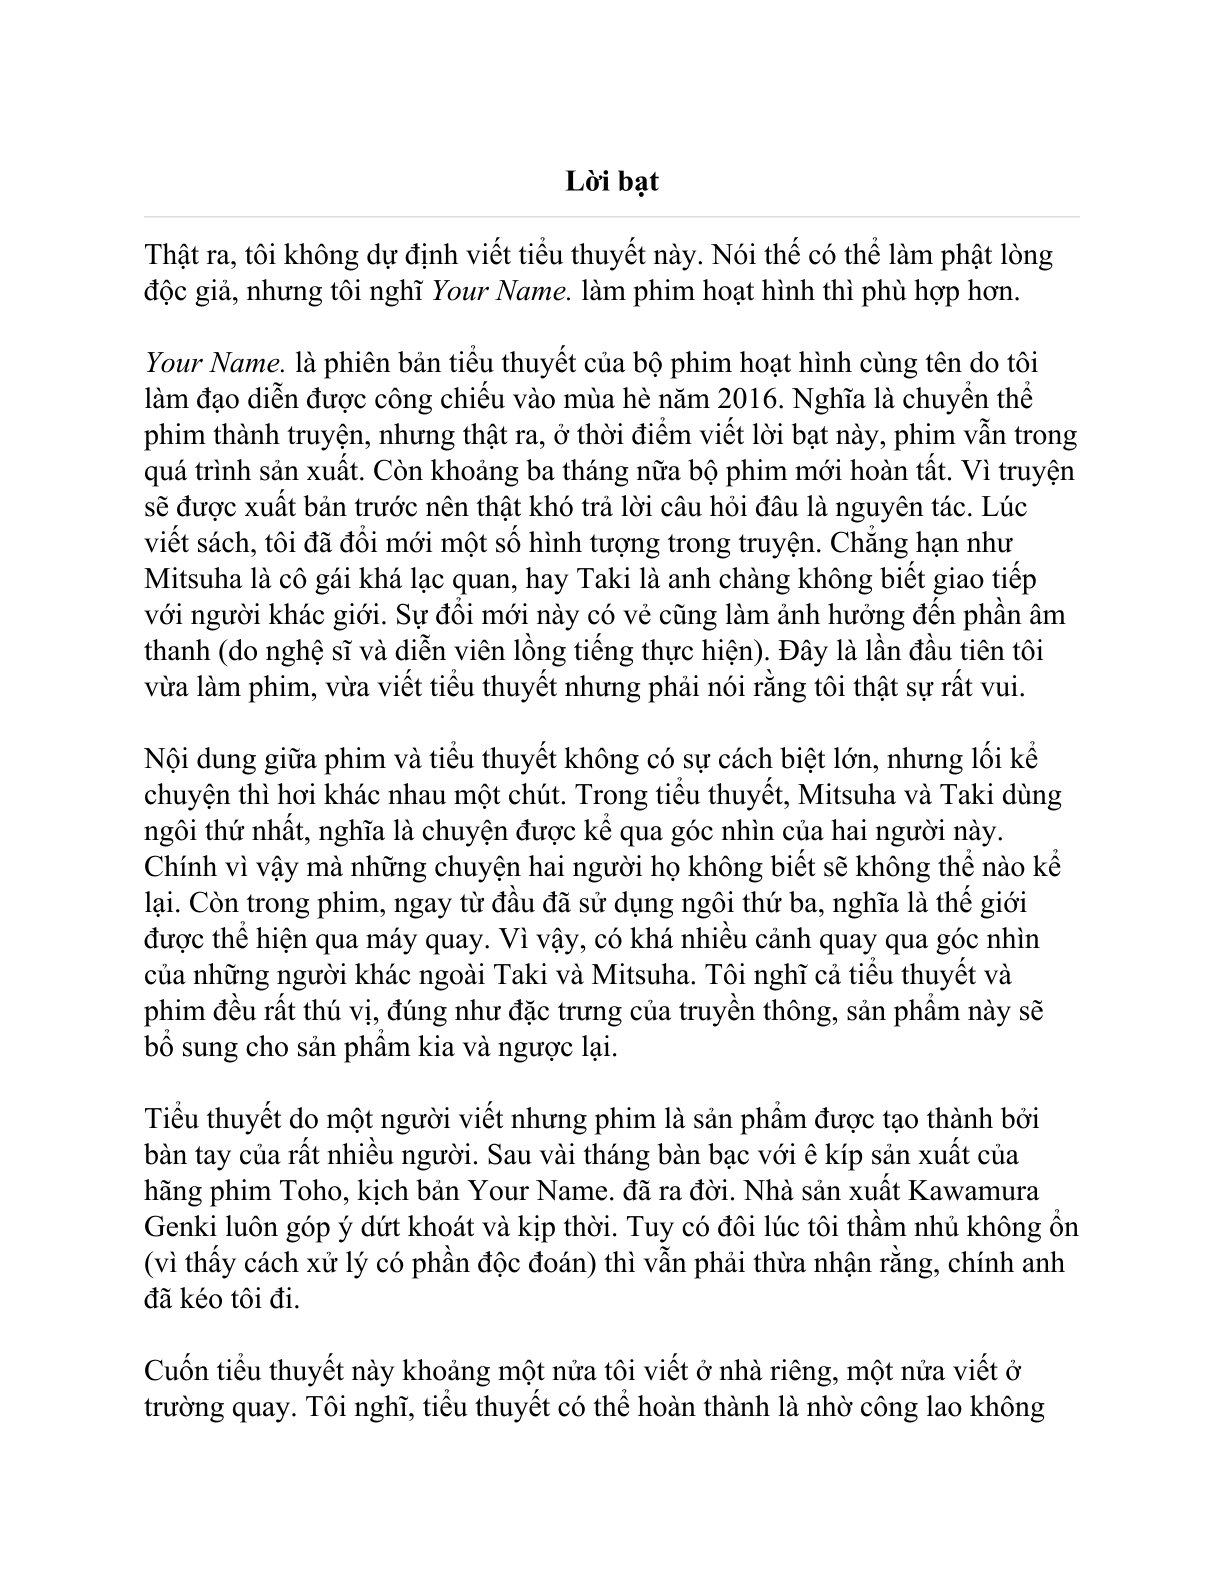 Lời bạt
Thật ra, tôi không dự định viết tiểu thuyết này. Nói thế có thể làm phật lòng
độc giả, nhưng tôi nghĩ Your Name. làm phim hoạt hình thì phù hợp hơn.
Your Name. là phiên bản tiểu thuyết của bộ phim hoạt hình cùng tên do tôi
làm đạo diễn được công chiếu vào mùa hè năm 2016. Nghĩa là chuyển thể
phim thành truyện, nhưng thật ra, ở thời điểm viết lời bạt này, phim vẫn trong
quá trình sản xuất. Còn khoảng ba tháng nữa bộ phim mới hoàn tất. Vì truyện
sẽ được xuất bản trước nên thật khó trả lời câu hỏi đâu là nguyên tác. Lúc
viết sách, tôi đã đổi mới một số hình tượng trong truyện. Chẳng hạn như
Mitsuha là cô gái khá lạc quan, hay Taki là anh chàng không biết giao tiếp
với người khác giới. Sự đổi mới này có vẻ cũng làm ảnh hưởng đến phần âm
thanh (do nghệ sĩ và diễn viên lồng tiếng thực hiện). Đây là lần đầu tiên tôi
vừa làm phim, vừa viết tiểu thuyết nhưng phải nói rằng tôi thật sự rất vui.
Nội dung giữa phim và tiểu thuyết không có sự cách biệt lớn, nhưng lối kể
chuyện thì hơi khác nhau một chút. Trong tiểu thuyết, Mitsuha và Taki dùng
ngôi thứ nhất, nghĩa là chuyện được kể qua góc nhìn của hai người này.
Chính vì vậy mà những chuyện hai người họ không biết sẽ không thể nào kể
lại. Còn trong phim, ngay từ đầu đã sử dụng ngôi thứ ba, nghĩa là thế giới
được thể hiện qua máy quay. Vì vậy, có khá nhiều cảnh quay qua góc nhìn
của những người khác ngoài Taki và Mitsuha. Tôi nghĩ cả tiểu thuyết và
phim đều rất thú vị, đúng như đặc trưng của truyền thông, sản phẩm này sẽ
bổ sung cho sản phẩm kia và ngược lại.
Tiểu thuyết do một người viết nhưng phim là sản phẩm được tạo thành bởi
bàn tay của rất nhiều người. Sau vài tháng bàn bạc với ê kíp sản xuất của
hãng phim Toho, kịch bản Your Name. đã ra đời. Nhà sản xuất Kawamura
Genki luôn góp ý dứt khoát và kịp thời. Tuy có đôi lúc tôi thầm nhủ không ổn
(vì thấy cách xử lý có phần độc đoán) thì vẫn phải thừa nhận rằng, chính anh
đã kéo tôi đi.
Cuốn tiểu thuyết này khoảng một nửa tôi viết ở nhà riêng, một nửa viết ở
trường quay. Tôi nghĩ, tiểu thuyết có thể hoàn thành là nhờ công lao không